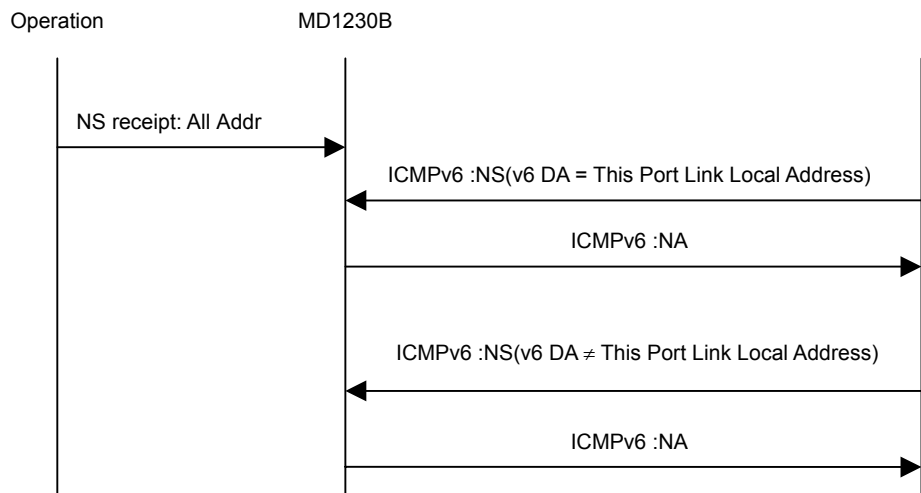 Operation MD1230B
NS receipt: All Addr
ICMPv6 :NS(v6 DA = This Port Link Local Address)
ICMPv6 :NA
ICMPv6 :NS(v6 DA ≠ This Port Link Local Address)
ICMPv6 :NA